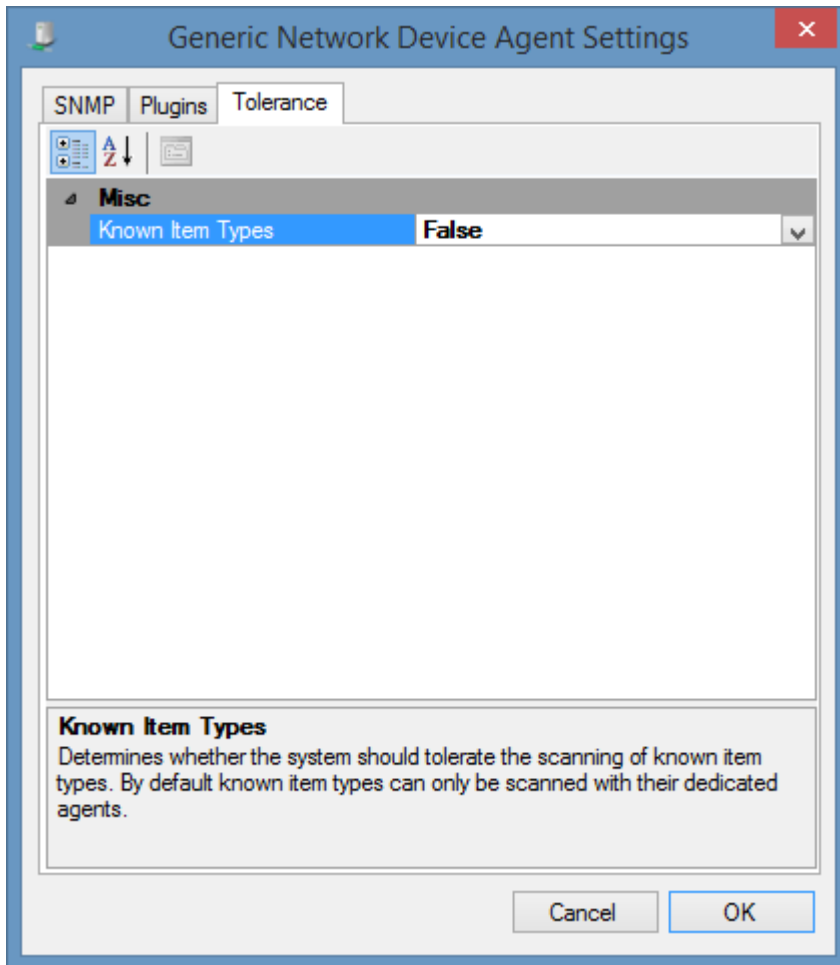 Generic Network Device Agent Settings
SNMP Plugins Tolerance
Misc
Known Item Types False
Known Item Types
Determines whether the system should tolerate the scanning of known item
types. By default known item types can only be scanned with their dedicated
agents.
Cancel OK